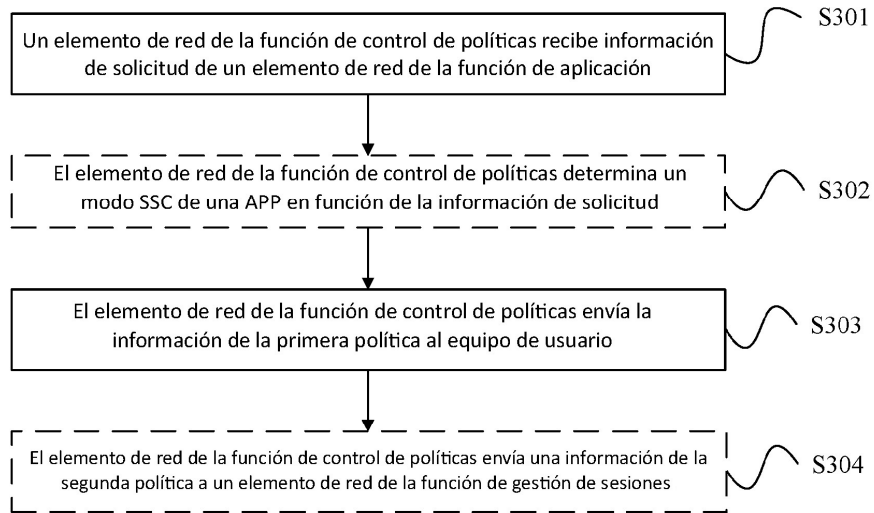 Un elemento de red de la función de control de políticas recibe información
de solicitud de un elemento de red de la función de aplicación
S301
El elemento de red de la función de control de políticas determina un
modo SSC de una APP en función de la información de solicitud
S302
El elemento de red de la función de control de políticas envía la
información de la primera política al equipo de usuario
S303
El elemento de red de la función de control de políticas envía una información de la
segunda política a un elemento de red de la función de gestión de sesiones
S304